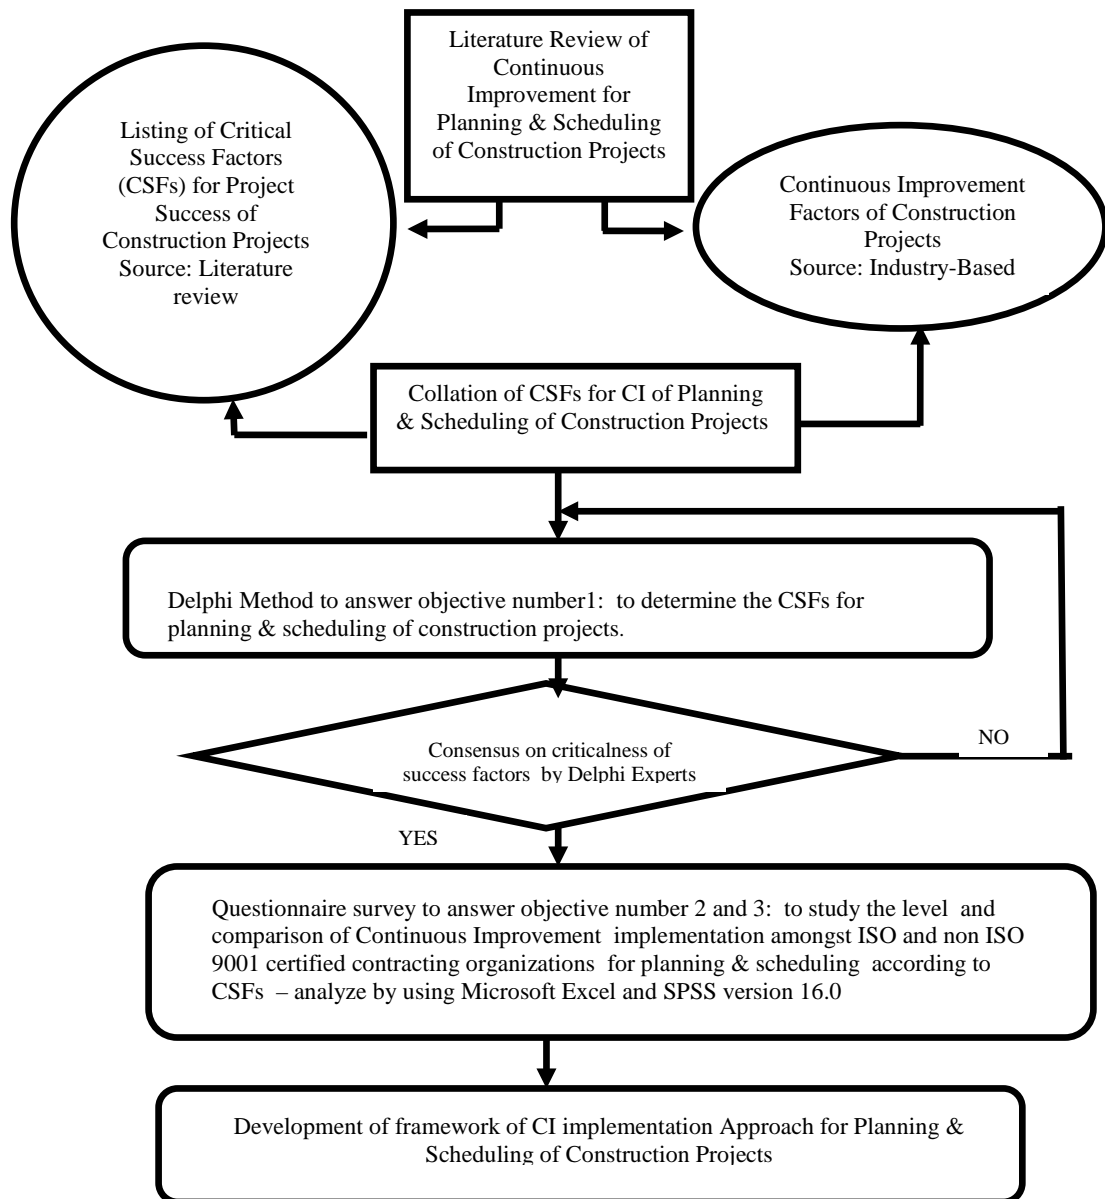 Literature Review of
Continuous
Improvement for
Planning & Scheduling
of Construction Projects
Listing of Critical
Success Factors
(CSFs) for Project
Success of
Construction Projects
Source: Literature
review
Continuous Improvement
Factors of Construction
Projects
Source: Industry-Based
Collation of CSFs for CI of Planning
& Scheduling of Construction Projects
Delphi Method to answer objective number1: to determine the CSFs for
planning & scheduling of construction projects.
Consensus on criticalness of
success factors by Delphi Experts
NO
YES
Questionnaire survey to answer objective number 2 and 3: to study the level and
comparison of Continuous Improvement implementation amongst ISO and non ISO
9001 certified contracting organizations for planning & scheduling according to
CSFs – analyze by using Microsoft Excel and SPSS version 16.0
Development of framework of CI implementation Approach for Planning &
Scheduling of Construction Projects